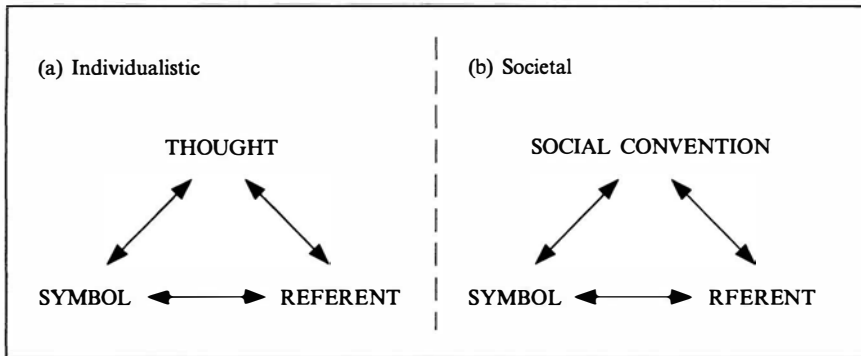 (a) Individualistic
(b) Societal
THOUGHT
SOCIAL CONVENTION
SYMBOL
REFERENT
SYMBOL
RFERENT